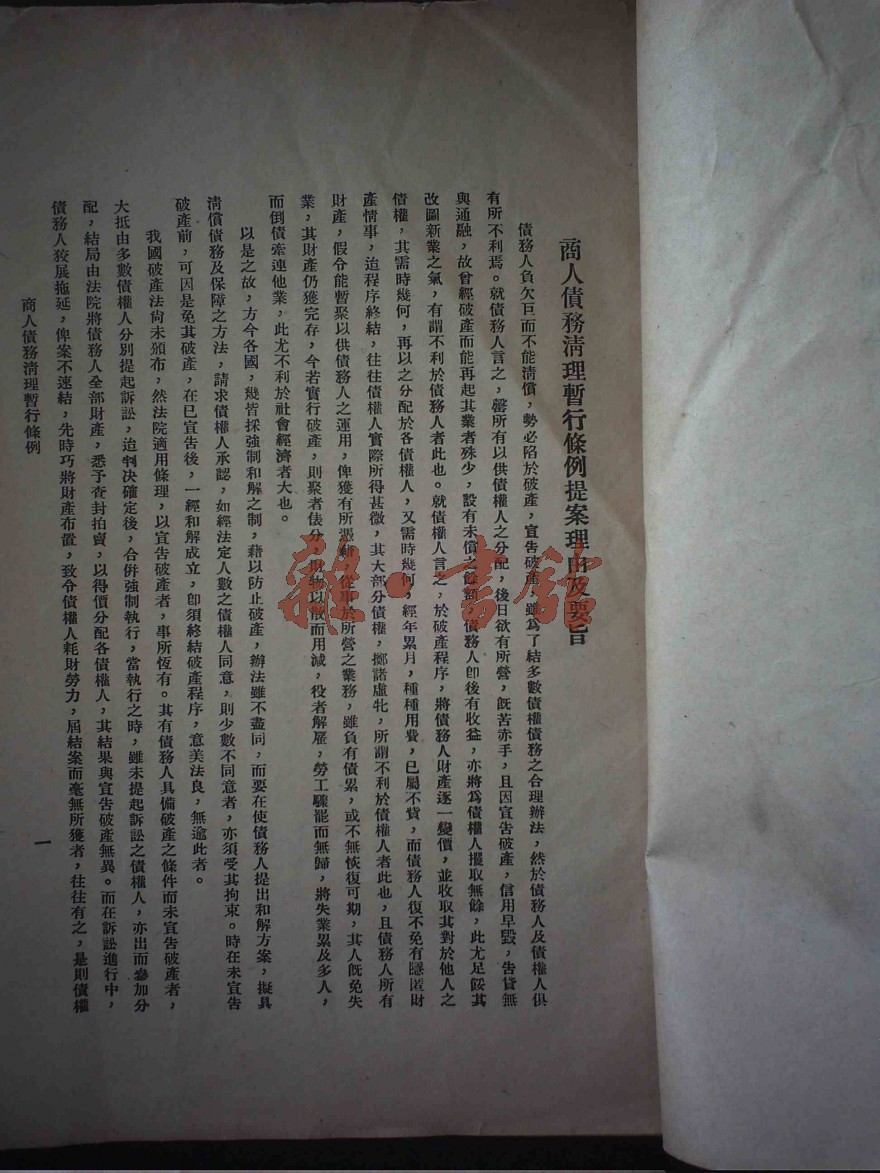 商人債務清理暫行條例提案理由及要旨
債務人負欠巨而不能清償，勢必陷於破產，宣告破產，雖爲了結多數債權債務之合理辦法，然於債務人及債權人俱
有所不利焉。就債務人言之，罄所有以供債權人之分配，後日欲有所營，旣苦赤手，且因宣告破產，信用早毀，告貸無
與通融，故曾經破產而能再起其業者殊少，設有未償之餘額，債務人卽後有收益，亦將爲債權人攫取無餘，此尤足餒其
改圖新業之氣，有謂不利於債務人者此也。就債權人言之，於破產程序，將債務人財產逐一變價，並收取其對於他人之
債權，其需時幾何，再以之分配於各債權人，又需時幾何，經年累月，種種用費，已屬不貲，而債務人復不免有隱匿財
產情事，迨程序終結，往往債權人實際所得甚微，其大部分債權，擲諸虛牝，所謂不利於債權人者此也，且債務人所有
財產，假令能暫聚以供債務人之運用，俾獲有所憑藉，從事於所營之業務，雖負有債累，或不無恢復可期，其人旣免失
業，其財產仍獲完存，今若實行破產，則聚者俵分，財物以散而用減，役者解雇，勞工驟罷而無歸，將失業累及多人，
而倒債牽連他業，此尤不利於社會經濟者大也。
以是之故，方今各國，幾皆採強制和解之制，藉以防止破產，辦法雖不盡同，而要在使債務人提出和解方案，擬具
清償債務及保障之方法，請求債權人承認，如經法定人數之債權人同意，則少數不同意者，亦須受其拘束。時在未宣告
破產前，可因是免其破產，在已宣告後，一經和解成立，卽須終結破產程序，意美法良，無逾此者。
我國破產法尙未頒布，然法院適用條理，以宣告破產者，事所恆有。其有債務人具備破產之條件而未宣告破產者，
大抵由多數債權人分別提起訴訟，迨判決確定後，合併強制執行，當執行之時，雖未提起訴訟之債權人，亦出而參加分
配，結局由法院將債務人全部財產，悉予查封拍賣，以得價分配各債權人，其結果與宣告破產無異。而在訴訟進行中，
債務人狡展拖延，俾案不速結，先時巧將財產布置，致令債權人耗財勞力，屆結案而毫無所獲者，往往有之，是則債權
商人債務清理暫行條例
一
雜·書館